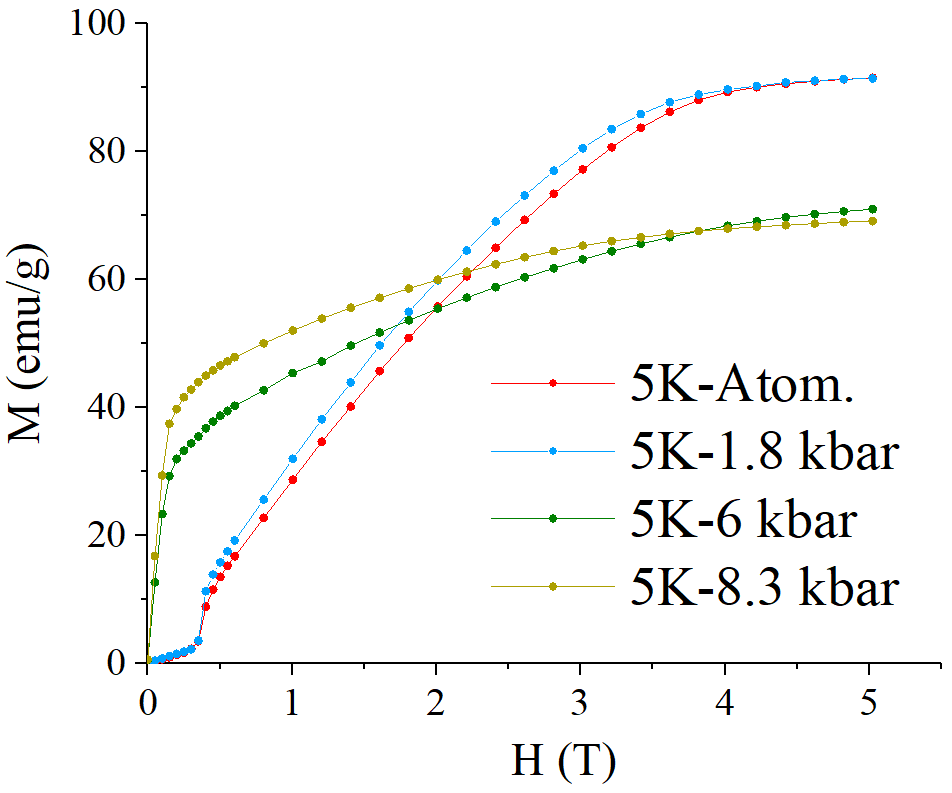 100
80
60
40
20
0
M (emu/g)
5K-Atom.
5K-1.8 kbar
5K-6 kbar
5K-8.3 kbar
0 1 2 3 4 5
H (T)